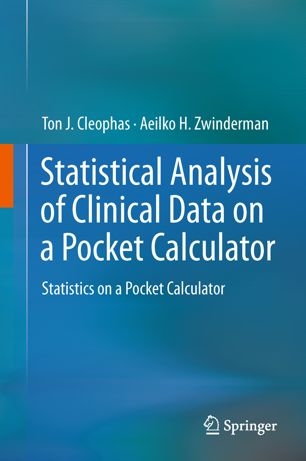 Ton J. Cleophas · Aeilko H. Zwinderman
Statistical Analysis
of Clinical Data on
a Pocket Calculator
Statistics on a Pocket Calculator
Springer